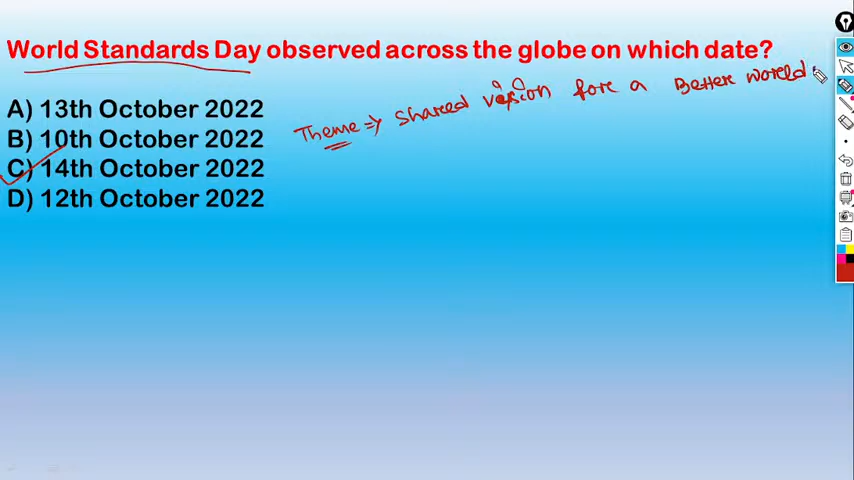 World Standards Day observed across the globe on which date?
Theme => Shared vision fore a Better world
A) 13th October 2022
B) 10th October 2022
C) 14th October 2022
D) 12th October 2022